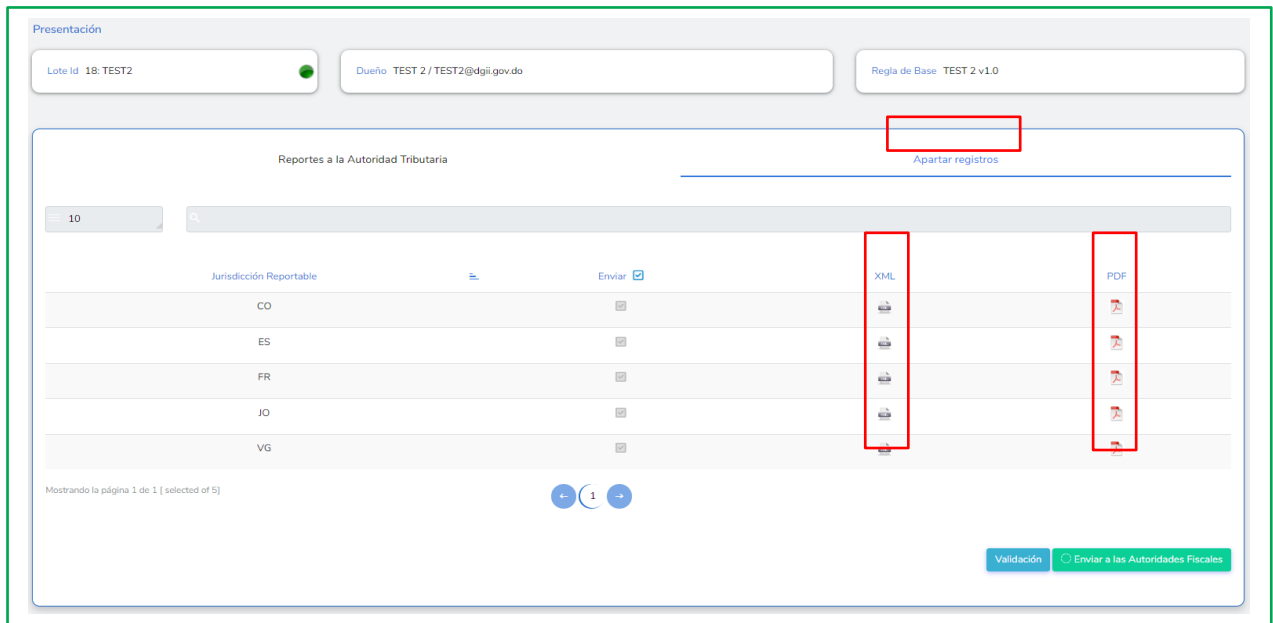 Presentación
Lote Id 18: TEST2
Dueño TEST 2 / TEST2@dgii.gov.do
Regla de Base TEST 2 v1.0
Reportes a la Autoridad Tributaria
Apartar registros
10
Jurisdicción Reportable Enviar XML PDF
CO
ES
FR
JO
VG
Mostrando la página 1 de 1 [ selected of 5]
← 1 →
Validación
Enviar a las Autoridades Fiscales